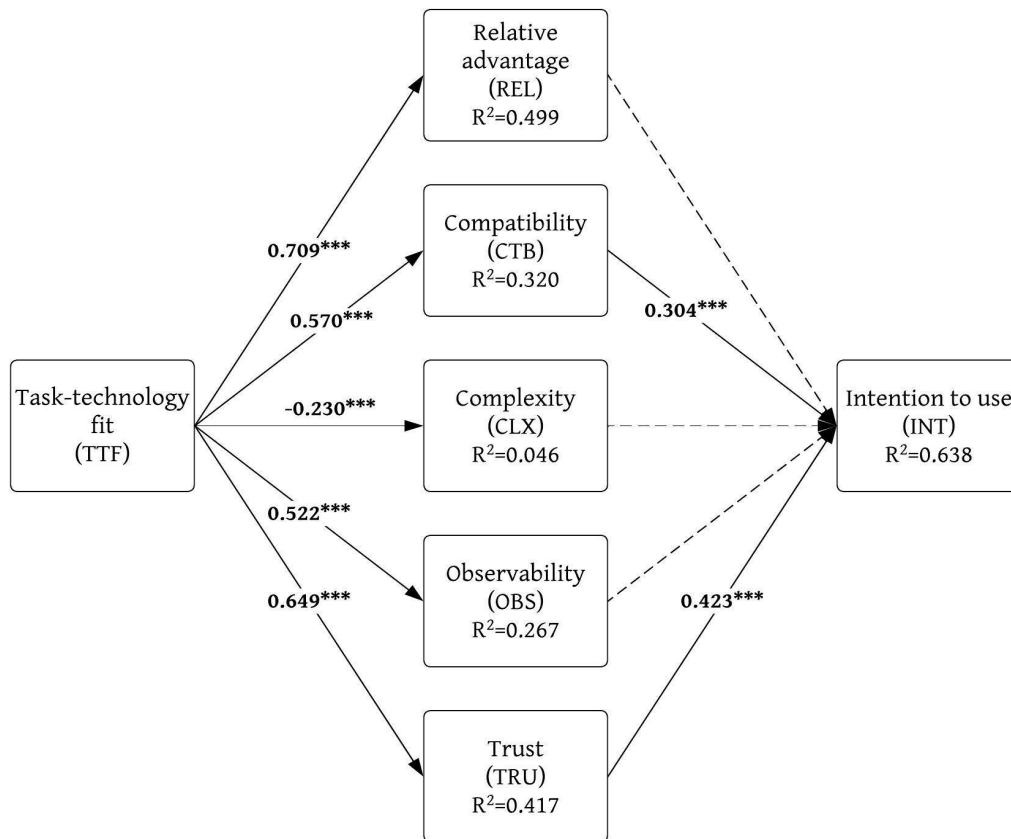 Relative
advantage
(REL)
R²=0.499
Compatibility
(CTB)
R²=0.320
0.709***
0.570***
0.304***
Task-technology
fit
(TTF)
-0.230***
Complexity
(CLX)
R²=0.046
Intention to use
(INT)
R²=0.638
0.522***
0.649***
Observability
(OBS)
R²=0.267
0.423***
Trust
(TRU)
R²=0.417